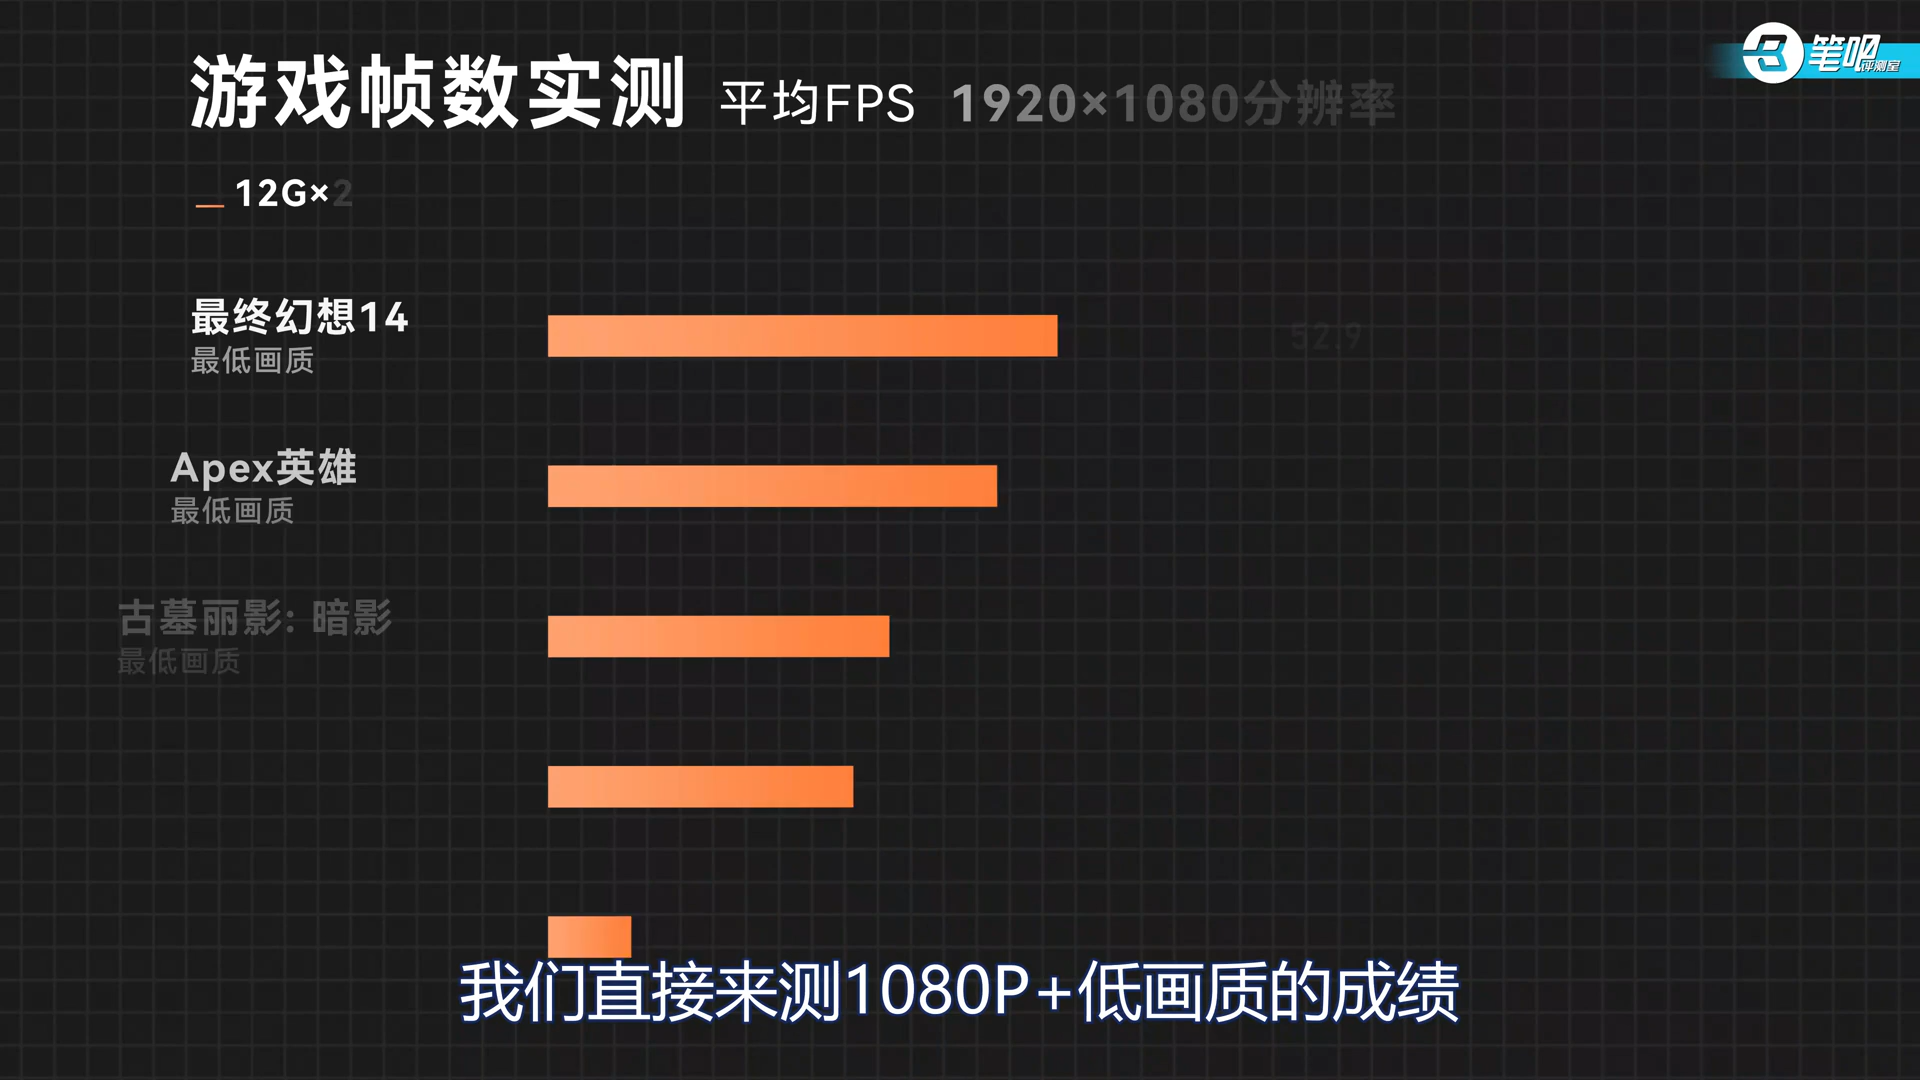 游戏帧数实测 平均FPS 1920×1080分辨率
笔吧评测室
12G×2
最终幻想14
最低画质
52.9
Apex英雄
最低画质
古墓丽影: 暗影
最低画质
我们直接来测1080P+低画质的成绩